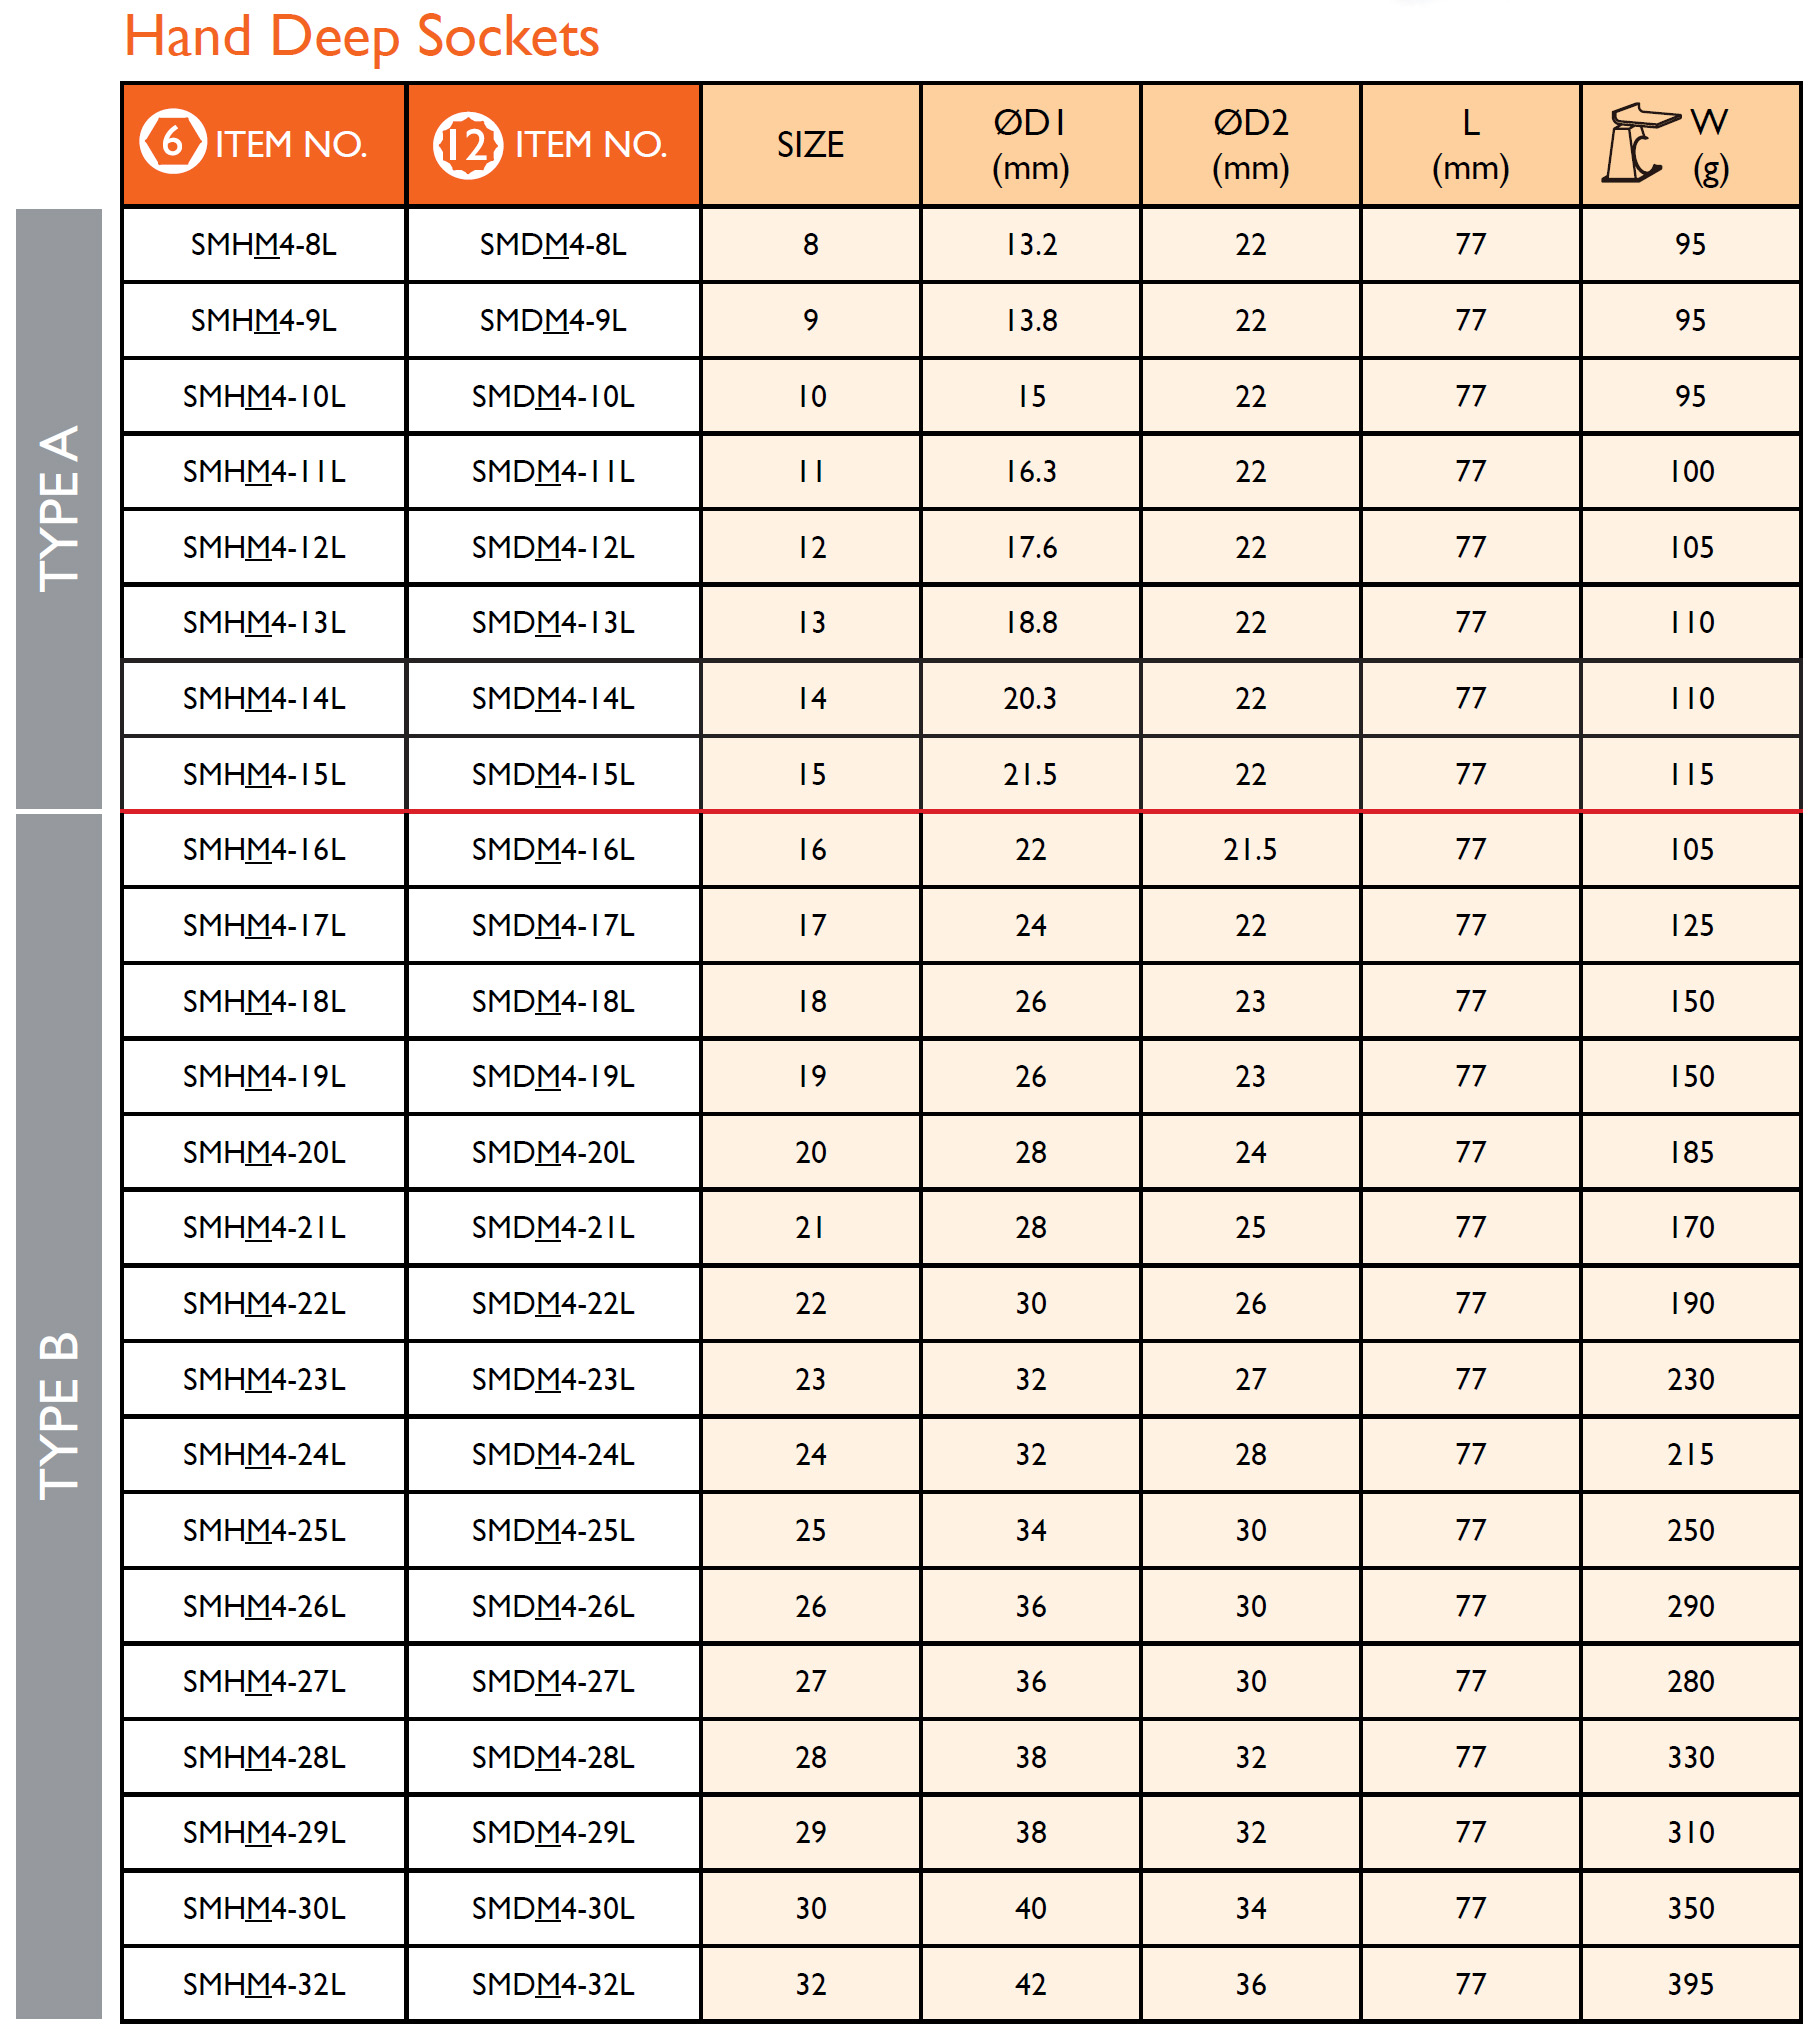 Hand Deep Sockets
6 ITEM NO. 12 ITEM NO. SIZE ØD1 (mm) ØD2 (mm) L (mm) W (g)
TYPE A
SMHM4-8L SMDM4-8L 8 13.2 22 77 95
SMHM4-9L SMDM4-9L 9 13.8 22 77 95
SMHM4-10L SMDM4-10L 10 15 22 77 95
SMHM4-11L SMDM4-11L 11 16.3 22 77 100
SMHM4-12L SMDM4-12L 12 17.6 22 77 105
SMHM4-13L SMDM4-13L 13 18.8 22 77 110
SMHM4-14L SMDM4-14L 14 20.3 22 77 110
SMHM4-15L SMDM4-15L 15 21.5 22 77 115
TYPE B
SMHM4-16L SMDM4-16L 16 22 21.5 77 105
SMHM4-17L SMDM4-17L 17 24 22 77 125
SMHM4-18L SMDM4-18L 18 26 23 77 150
SMHM4-19L SMDM4-19L 19 26 23 77 150
SMHM4-20L SMDM4-20L 20 28 24 77 185
SMHM4-21L SMDM4-21L 21 28 25 77 170
SMHM4-22L SMDM4-22L 22 30 26 77 190
SMHM4-23L SMDM4-23L 23 32 27 77 230
SMHM4-24L SMDM4-24L 24 32 28 77 215
SMHM4-25L SMDM4-25L 25 34 30 77 250
SMHM4-26L SMDM4-26L 26 36 30 77 290
SMHM4-27L SMDM4-27L 27 36 30 77 280
SMHM4-28L SMDM4-28L 28 38 32 77 330
SMHM4-29L SMDM4-29L 29 38 32 77 310
SMHM4-30L SMDM4-30L 30 40 34 77 350
SMHM4-32L SMDM4-32L 32 42 36 77 395